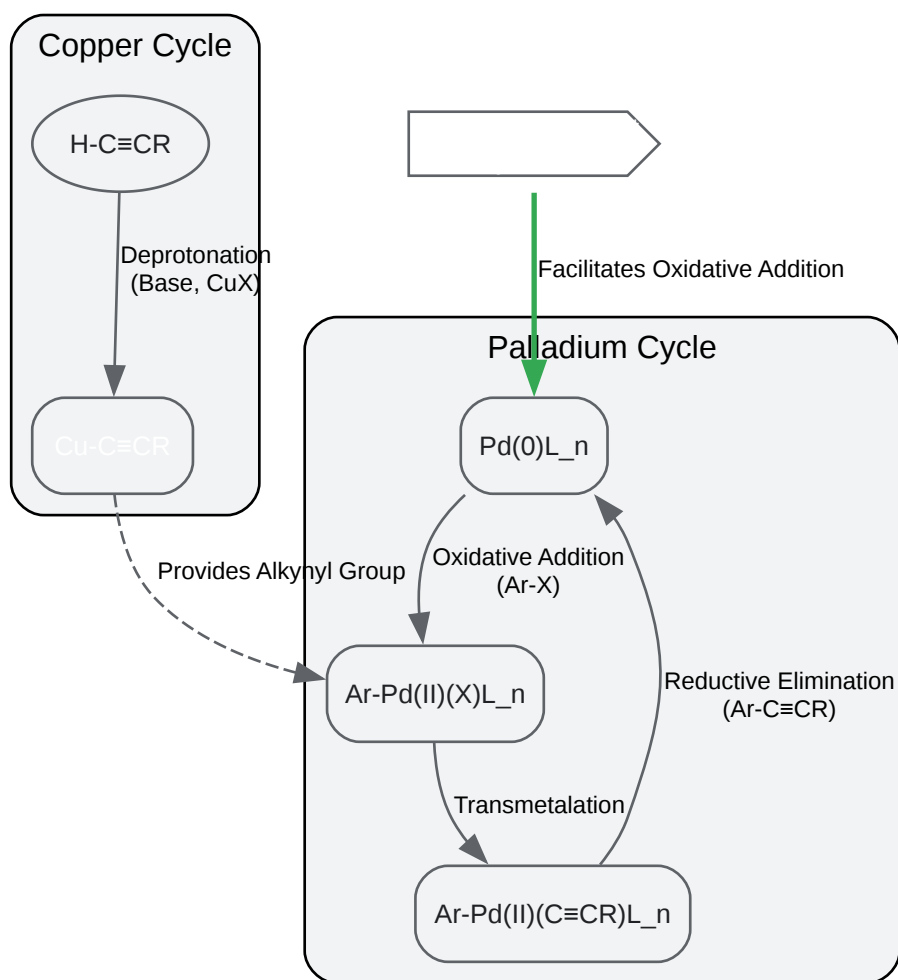 Copper Cycle
H-C≡CR
Deprotonation
(Base, CuX)
Cu-C≡CR
Provides Alkynyl Group
Facilitates Oxidative Addition
Palladium Cycle
Pd(0)L_n
Oxidative Addition
(Ar-X)
Ar-Pd(II)(X)L_n
Reductive Elimination
(Ar-C≡CR)
Transmetalation
Ar-Pd(II)(C≡CR)L_n